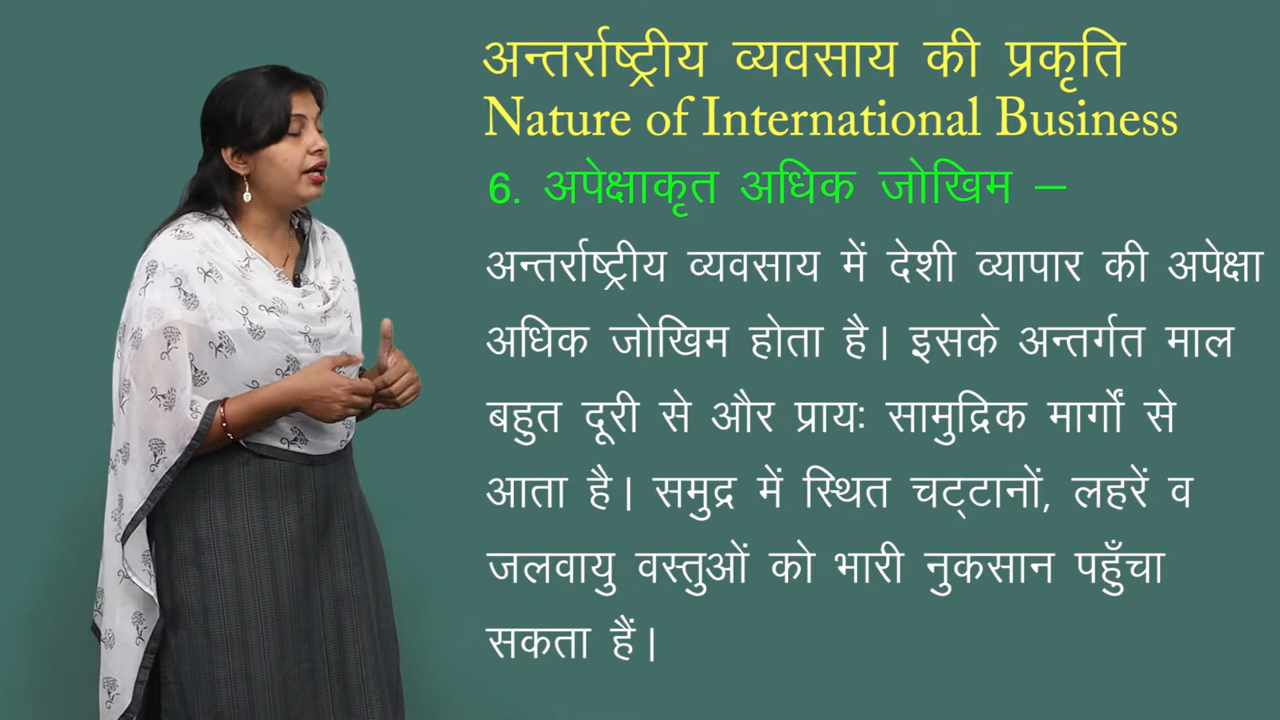 अन्तर्राष्ट्रीय व्यवसाय की प्रकृति
Nature of International Business
6. अपेक्षाकृत अधिक जोखिम –
अन्तर्राष्ट्रीय व्यवसाय में देशी व्यापार की अपेक्षा
अधिक जोखिम होता है। इसके अन्तर्गत माल
बहुत दूरी से और प्रायः सामुद्रिक मार्गों से
आता है। समुद्र में स्थित चट्‌टानों, लहरें व
जलवायु वस्तुओं को भारी नुकसान पहुँचा
सकता हैं।